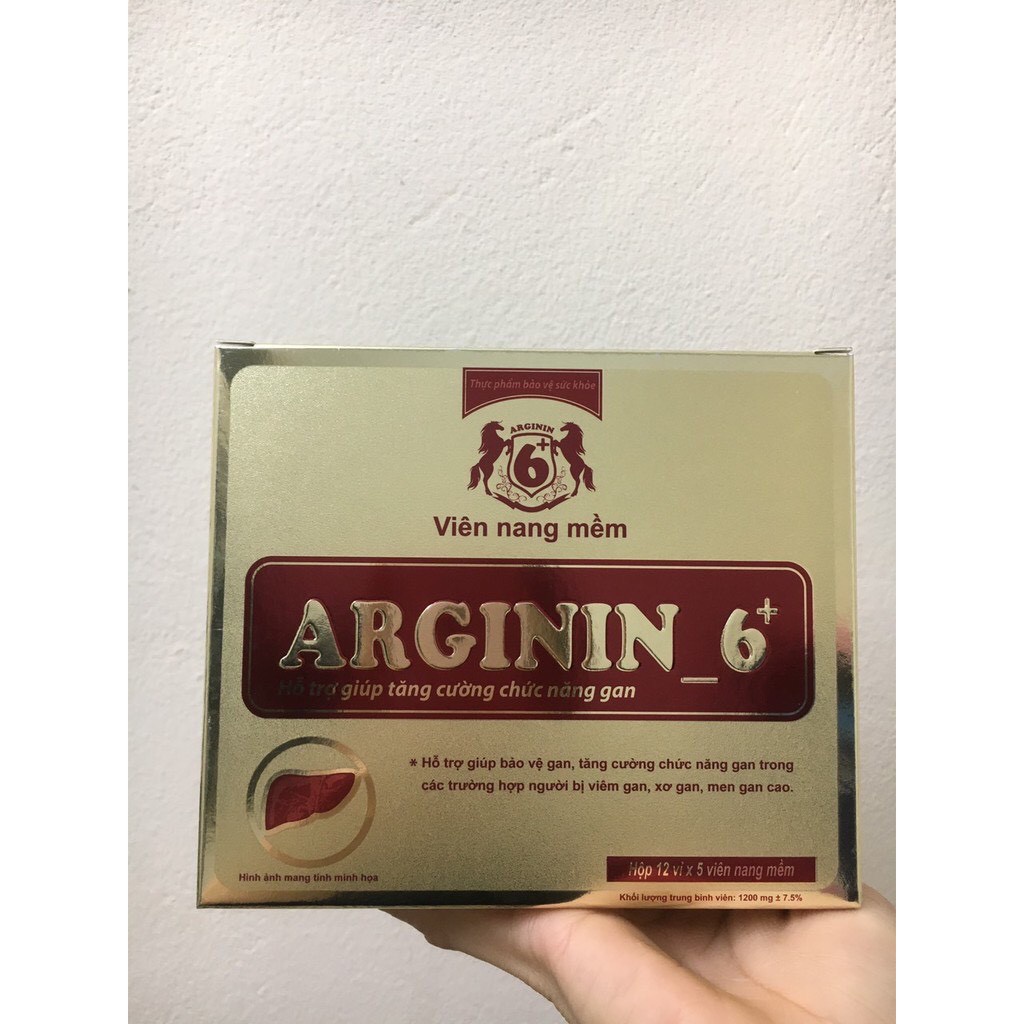 Thực phẩm bảo vệ sức khỏe
ARGININ
6+
Viên nang mềm
ARGININ_6+
Hỗ trợ giúp tăng cường chức năng gan
* Hỗ trợ giúp bảo vệ gan, tăng cường chức năng gan trong
các trường hợp người bị viêm gan, xơ gan, men gan cao.
Hộp 12 vỉ x 5 viên nang mềm
Hình ảnh mang tính minh họa
Khối lượng trung bình viên: 1200 mg ± 7.5%